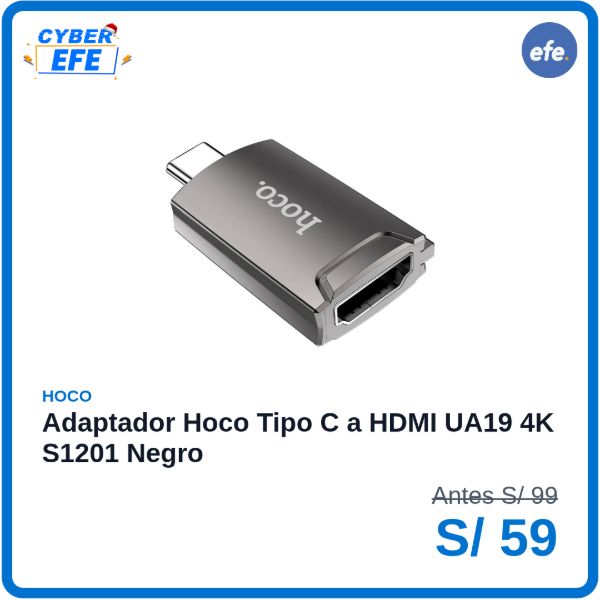 CYBER
EFE
efe.
hoco.
HOCO
Adaptador Hoco Tipo C a HDMI UA19 4K
S1201 Negro
Antes S/ 99
S/ 59